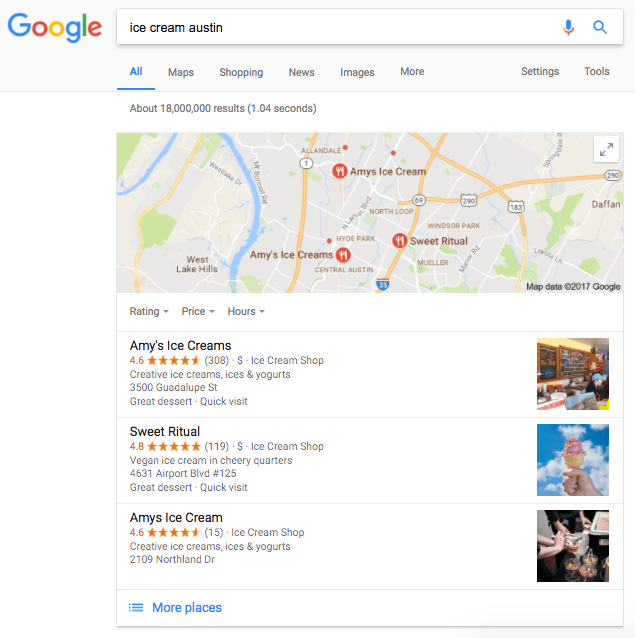 Google
ice cream austin
All Maps Shopping News Images More Settings Tools
About 18,000,000 results (1.04 seconds)
ALLANDALE
1
Amys Ice Cream
Westlake Dr
Mt Bonnell Rd
Springdale R
290
69
290
183
Daffan
N Lamar Blvd
NORTH LOOP
WINDSOR PARK
HYDE PARK
Sweet Ritual
Amy's Ice Creams
West
Lake Hills
CENTRAL AUSTIN
MUELLER
Manor Rd
Loyola Ln
35
Map data ©2017 Google
Rating Price Hours
Amy's Ice Creams
4.6 (308) · $ · Ice Cream Shop
Creative ice creams, ices & yogurts
3500 Guadalupe St
Great dessert · Quick visit
Sweet Ritual
4.8 (119) · $ · Ice Cream Shop
Vegan ice cream in cheery quarters
4631 Airport Blvd #125
Great dessert · Quick visit
Amys Ice Cream
4.6 (15) · Ice Cream Shop
Creative ice creams, ices & yogurts
2109 Northland Dr
More places